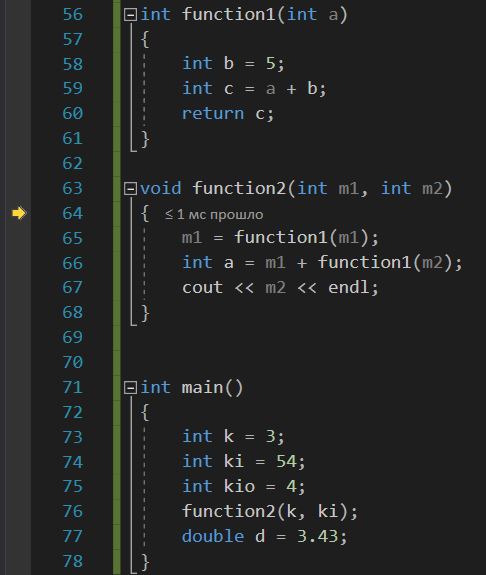 56 int function1(int a)
57 {
58 int b = 5;
59 int c = a + b;
60 return c;
61 }
62
63 void function2(int m1, int m2)
64 { ≤ 1 мс прошло
65 m1 = function1(m1);
66 int a = m1 + function1(m2);
67 cout << m2 << endl;
68 }
69
70
71 int main()
72 {
73 int k = 3;
74 int ki = 54;
75 int kio = 4;
76 function2(k, ki);
77 double d = 3.43;
78 }